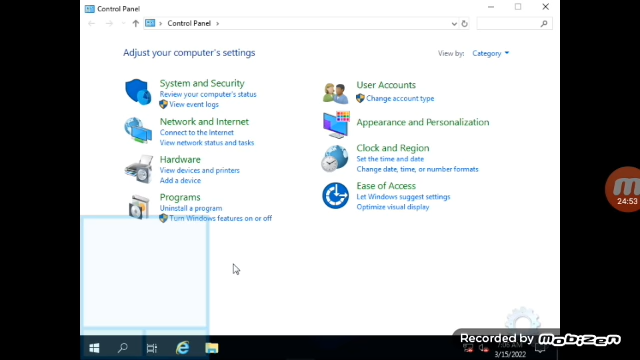 Control Panel
Control Panel
Adjust your computer's settings
View by: Category
System and Security
Review your computer's status
View event logs
Network and Internet
Connect to the Internet
View network status and tasks
Hardware
View devices and printers
Add a device
Programs
Uninstall a program
Turn Windows features on or off
User Accounts
Change account type
Appearance and Personalization
Clock and Region
Set the time and date
Change date, time, or number formats
Ease of Access
Let Windows suggest settings
Optimize visual display
24:53
Recorded by mobizen
3/15/2022